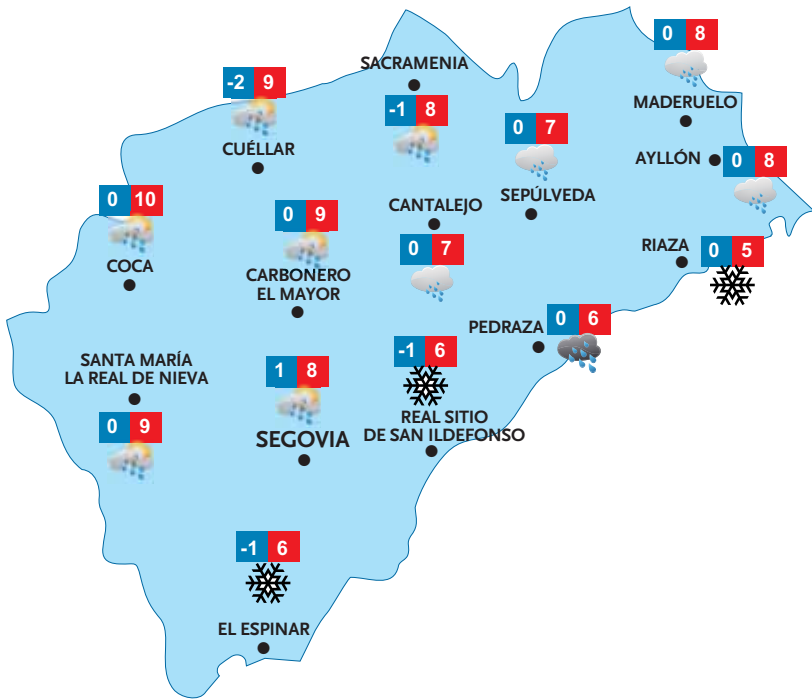 0 8
MADERUELO
SACRAMENIA
-1 8
-2 9
CUÉLLAR
0 7
SEPÚLVEDA
AYLLÓN
0 8
0 10
COCA
0 9
CARBONERO
EL MAYOR
CANTALEJO
0 7
RIAZA
0 5
PEDRAZA
0 6
SANTA MARÍA
LA REAL DE NIEVA
0 9
1 8
SEGOVIA
-1 6
REAL SITIO
DE SAN ILDEFONSO
-1 6
EL ESPINAR